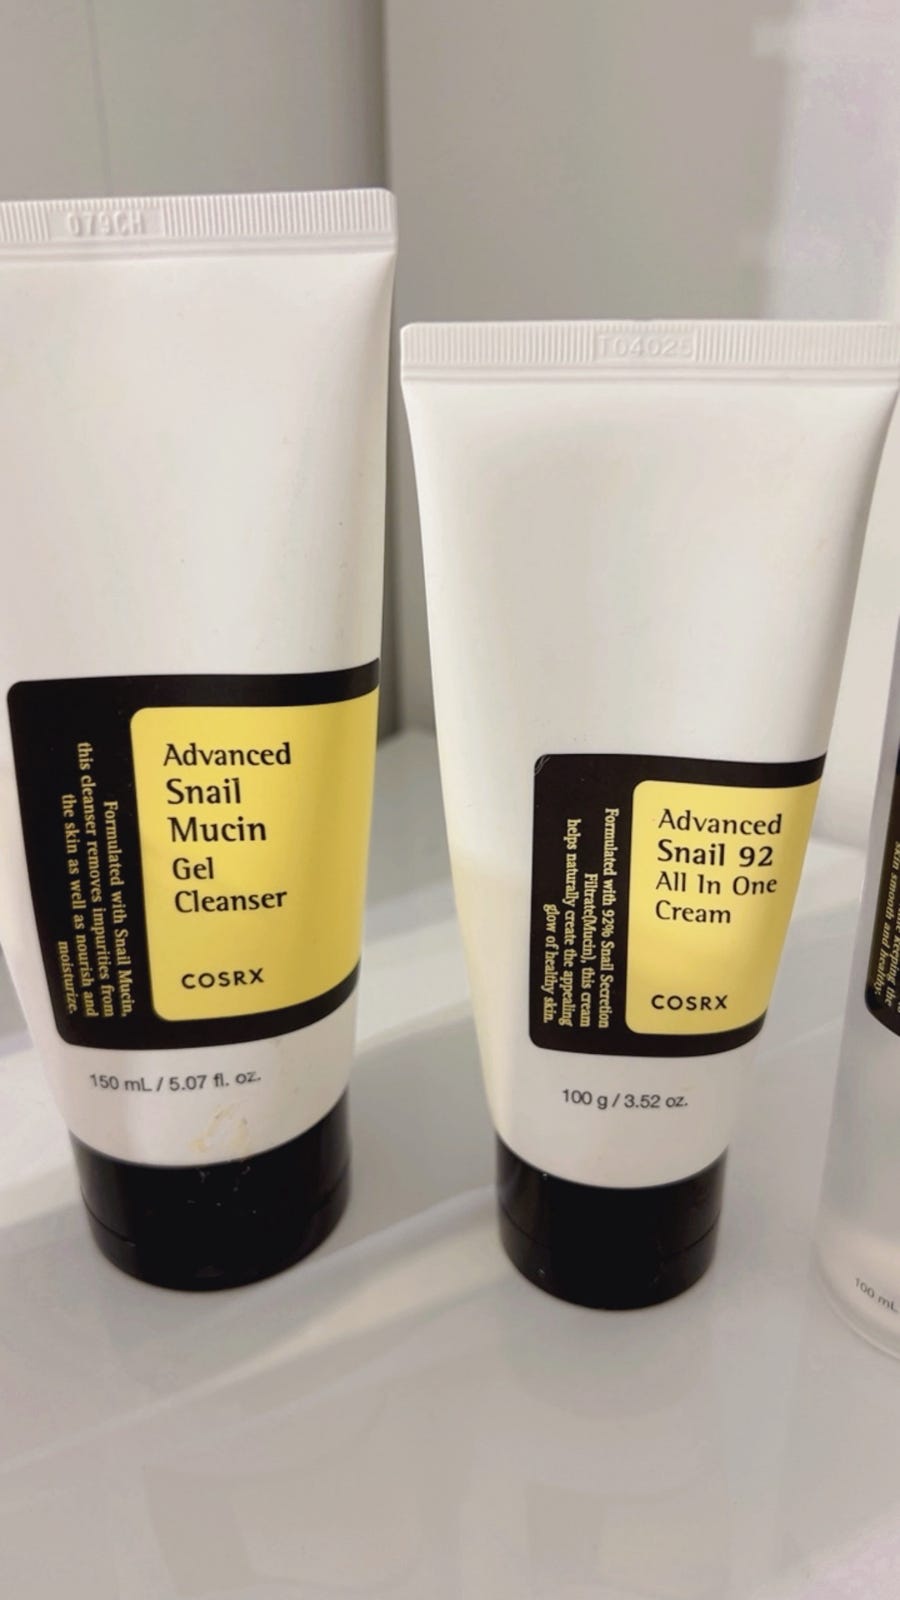 079CH
Advanced
Snail
Mucin
Gel
Cleanser
COSRX
Formulated with Snail Mucin,
this cleanser removes impurities from
the skin as well as nourish and
moisturize.
150 mL / 5.07 fl. oz.
T04025
Advanced
Snail 92
All In One
Cream
COSRX
Formulated with 92% Snail Secretion
Filtrate(Mucin), this cream
helps naturally create the appealing
glow of healthy skin.
100 g / 3.52 oz.
keeping the
skin smooth and healthy.
100 mL